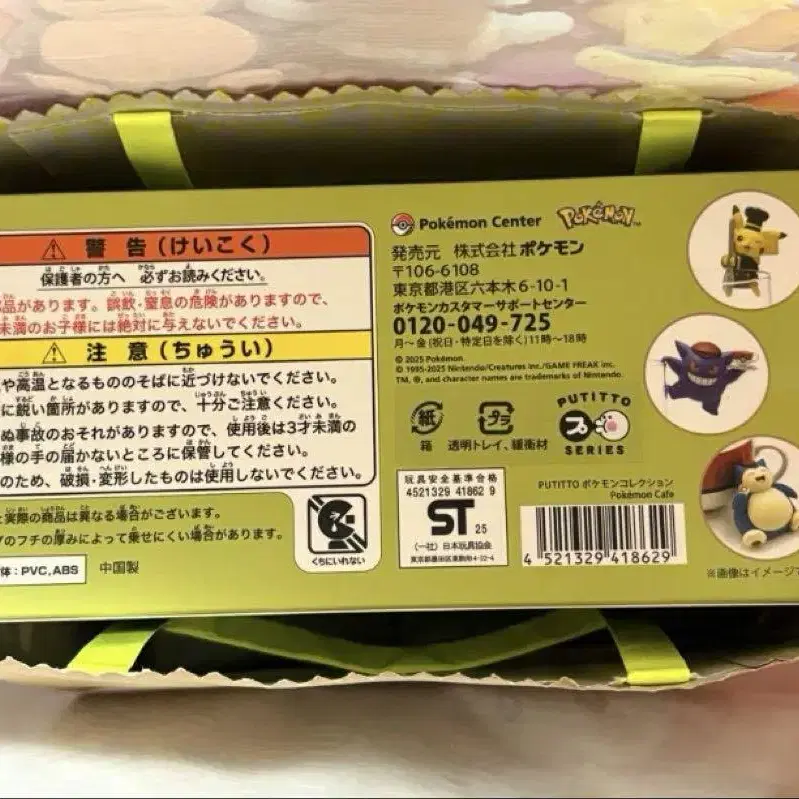 警告(けいこく)
保護者の方へ 必ずお読みください。
品があります。誤飲・窒息の危険がありますので、
未満のお子様には絶対に与えないでください。
注意(ちゅうい)
や高温となるもののそばに近づけないでください。
に鋭い箇所がありますので、十分ご注意ください。
ぬ事故のおそれがありますので、使用後は3才未満の
様の手の届かないところに保管してください。
のため、破損・変形したものは使用しないでください。
と実際の商品は異なる場合がございます。
のフチの厚みによって乗せにくい場合があります。
体:PVC,ABS 中国製
くちにいれない
Pokémon Center POKÉMON
発売元 株式会社ポケモン
〒106-6108
東京都港区六本木6-10-1
ポケモンカスタマーサポートセンター
0120-049-725
月~金(祝日・特定日を除く)11時~18時
© 2025 Pokémon.
© 1995-2025 Nintendo/Creatures Inc./GAME FREAK inc.
TM, ®, and character names are trademarks of Nintendo.
紙
箱
プラ
透明トレイ、緩衝材
PUTITTO
プ
SERIES
玩具安全基準合格
4521329 41862 9
ST 25
(一社)日本玩具協会
東京都墨田区東駒形4-22-4
PUTITTO ポケモンコレクション
Pokémon Cafe
4 521329 418629
※画像はイメージで